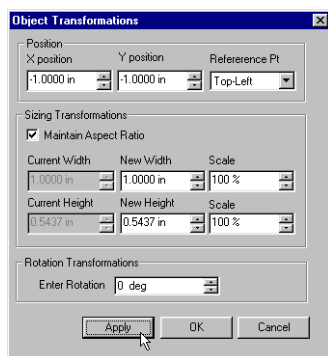 Object Transformations
Position
X position Y position Refererence Pt
-1.0000 in -1.0000 in Top-Left
Sizing Transformations
Maintain Aspect Ratio
Current Width New Width Scale
1.0000 in 1.0000 in 100 %
Current Height New Height Scale
0.5437 in 0.5437 in 100 %
Rotation Transformations
Enter Rotation 0 deg
Apply OK Cancel